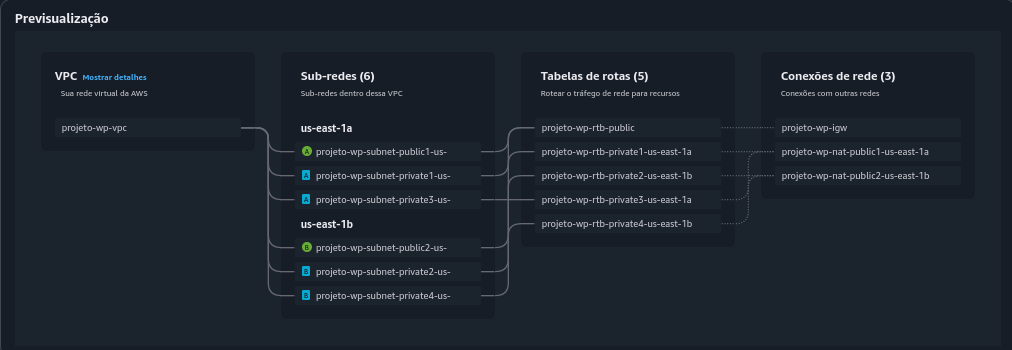 Previsualização
VPC Mostrar detalhes
Sua rede virtual da AWS
projeto-wp-vpc
Sub-redes (6)
Sub-redes dentro dessa VPC
us-east-1a
A projeto-wp-subnet-public1-us-
A projeto-wp-subnet-private1-us-
A projeto-wp-subnet-private3-us-
us-east-1b
B projeto-wp-subnet-public2-us-
B projeto-wp-subnet-private2-us-
B projeto-wp-subnet-private4-us-
Tabelas de rotas (5)
Rotear o tráfego de rede para recursos
projeto-wp-rtb-public
projeto-wp-rtb-private1-us-east-1a
projeto-wp-rtb-private2-us-east-1b
projeto-wp-rtb-private3-us-east-1a
projeto-wp-rtb-private4-us-east-1b
Conexões de rede (3)
Conexões com outras redes
projeto-wp-igw
projeto-wp-nat-public1-us-east-1a
projeto-wp-nat-public2-us-east-1b